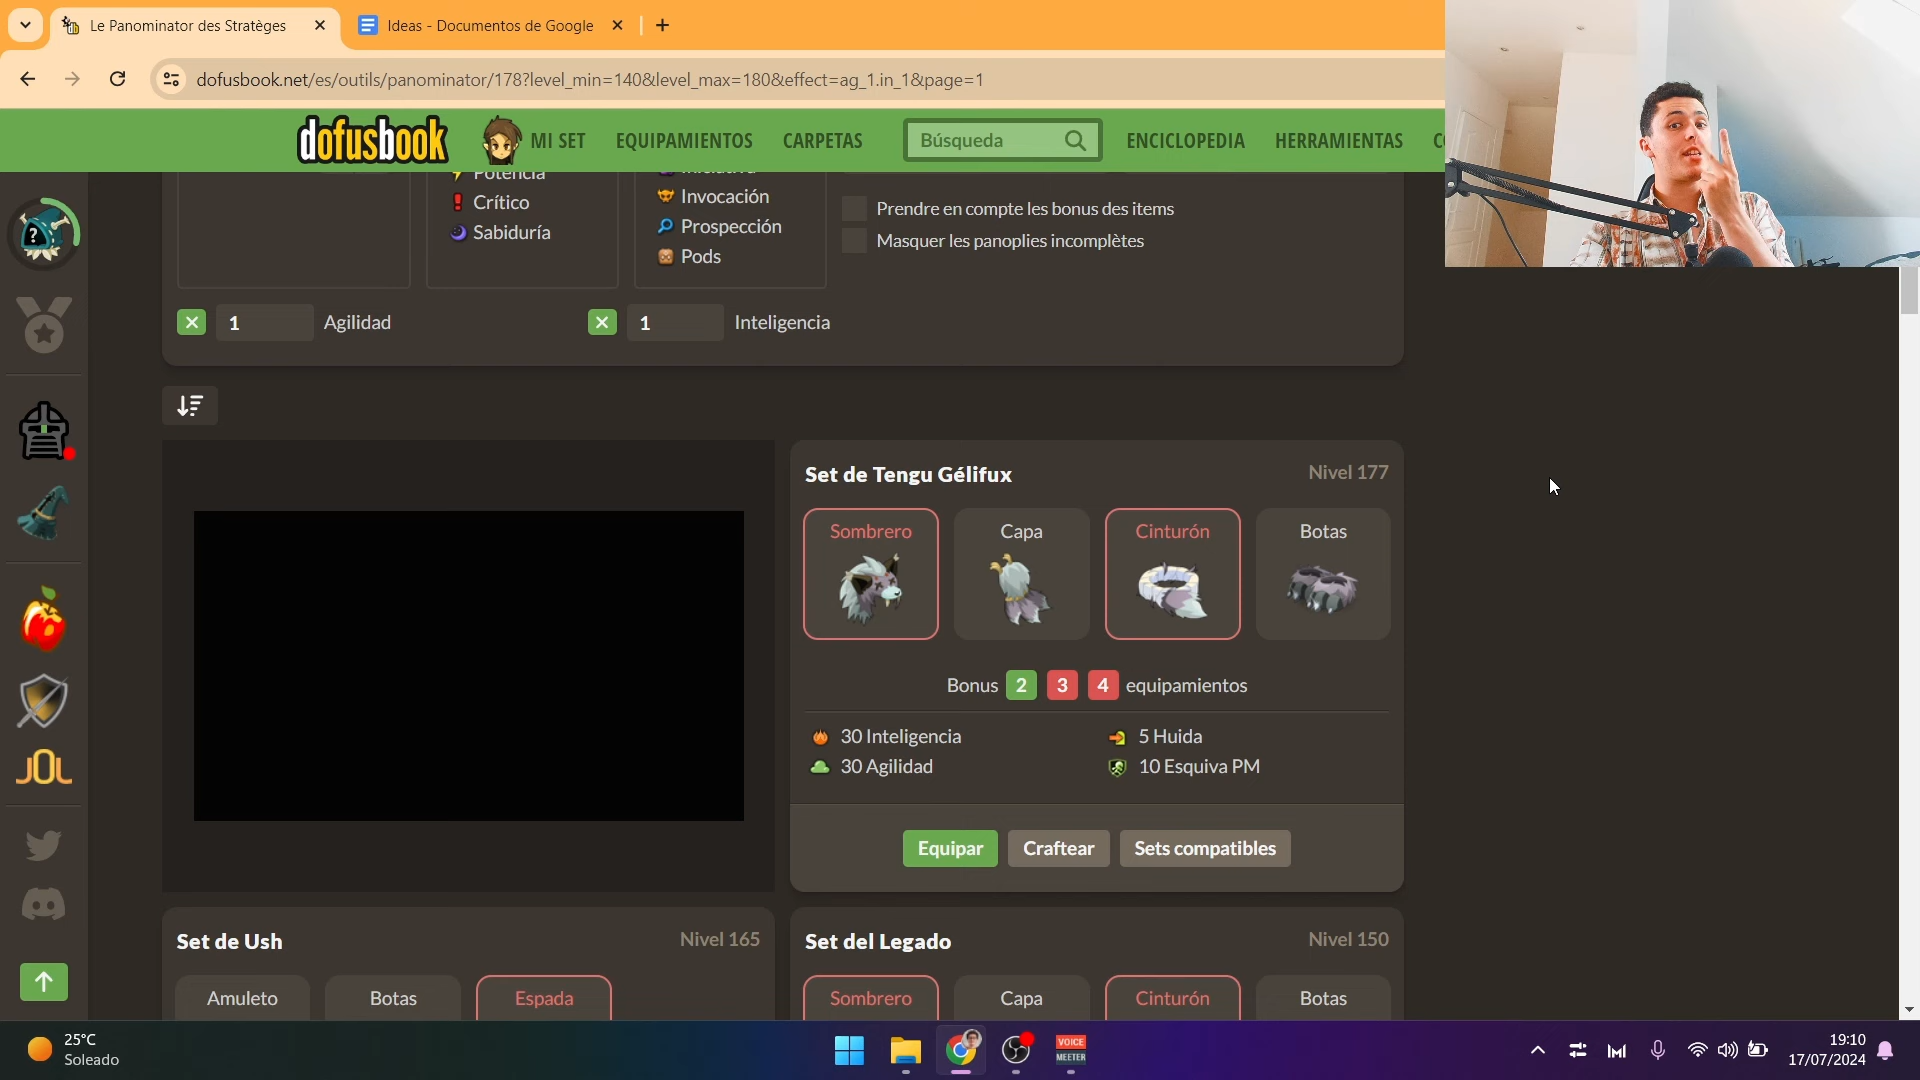 Le Panominator des Stratèges
Ideas - Documentos de Google
dofusbook.net/es/outils/panominator/178?level_min=140&level_max=180&effect=ag_1.in_1&page=1
dofusbook
MI SET
EQUIPAMIENTOS
CARPETAS
Búsqueda
ENCICLOPEDIA
HERRAMIENTAS
Potencia
Crítico
Sabiduría
Iniciativa
Invocación
Prospección
Pods
Prendre en compte les bonus des items
Masquer les panoplies incomplètes
1 Agilidad
1 Inteligencia
Set de Tengu Gélifux
Nivel 177
Sombrero
Capa
Cinturón
Botas
Bonus 2 3 4 equipamientos
30 Inteligencia
5 Huida
30 Agilidad
10 Esquiva PM
Equipar
Craftear
Sets compatibles
Set de Ush
Nivel 165
Amuleto
Botas
Espada
Set del Legado
Nivel 150
Sombrero
Capa
Cinturón
Botas
JOL
25°C
Soleado
VOICE
MEETER
19:10
17/07/2024